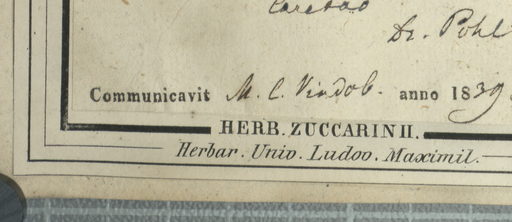 Dr. Pohl
Communicavit M. C. Vindob. anno 1839.
HERB. ZUCCARINII.
Herbar. Univ. Ludov. Maximil.